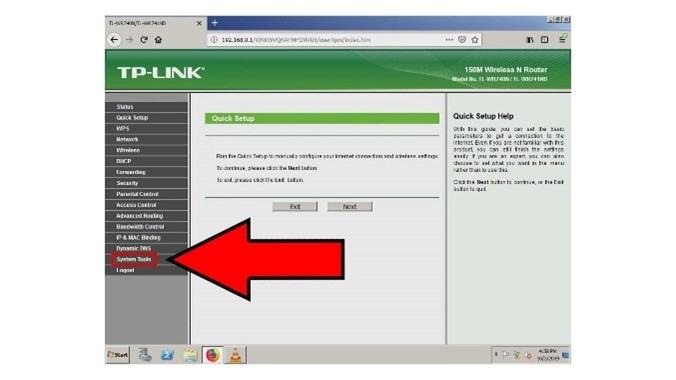 TL-WR740N/TL-WR741ND
192.168.0.1/
TP-LINK®
150M Wireless N Router
Model No. TL-WR740N / TL-WR741ND
Status
Quick Setup
WPS
Network
Wireless
DHCP
Forwarding
Security
Parental Control
Access Control
Advanced Routing
Bandwidth Control
IP & MAC Binding
Dynamic DNS
System Tools
Logout
Quick Setup
Run the Quick Setup to manually configure your internet connection and wireless settings
To continue, please click the Next button.
To exit, please click the Exit button.
Exit
Next
Quick Setup Help
With this guide, you can set the basic
parameters to get a connection to the
Internet. Even if you are not familiar with this
product, you can still finish the settings
easily. If you are an expert, you can also
choose to set what you want in the menu
rather than to use this.
Click the Next button to continue, or the Exit
button to quit.
Start
4:58 PM